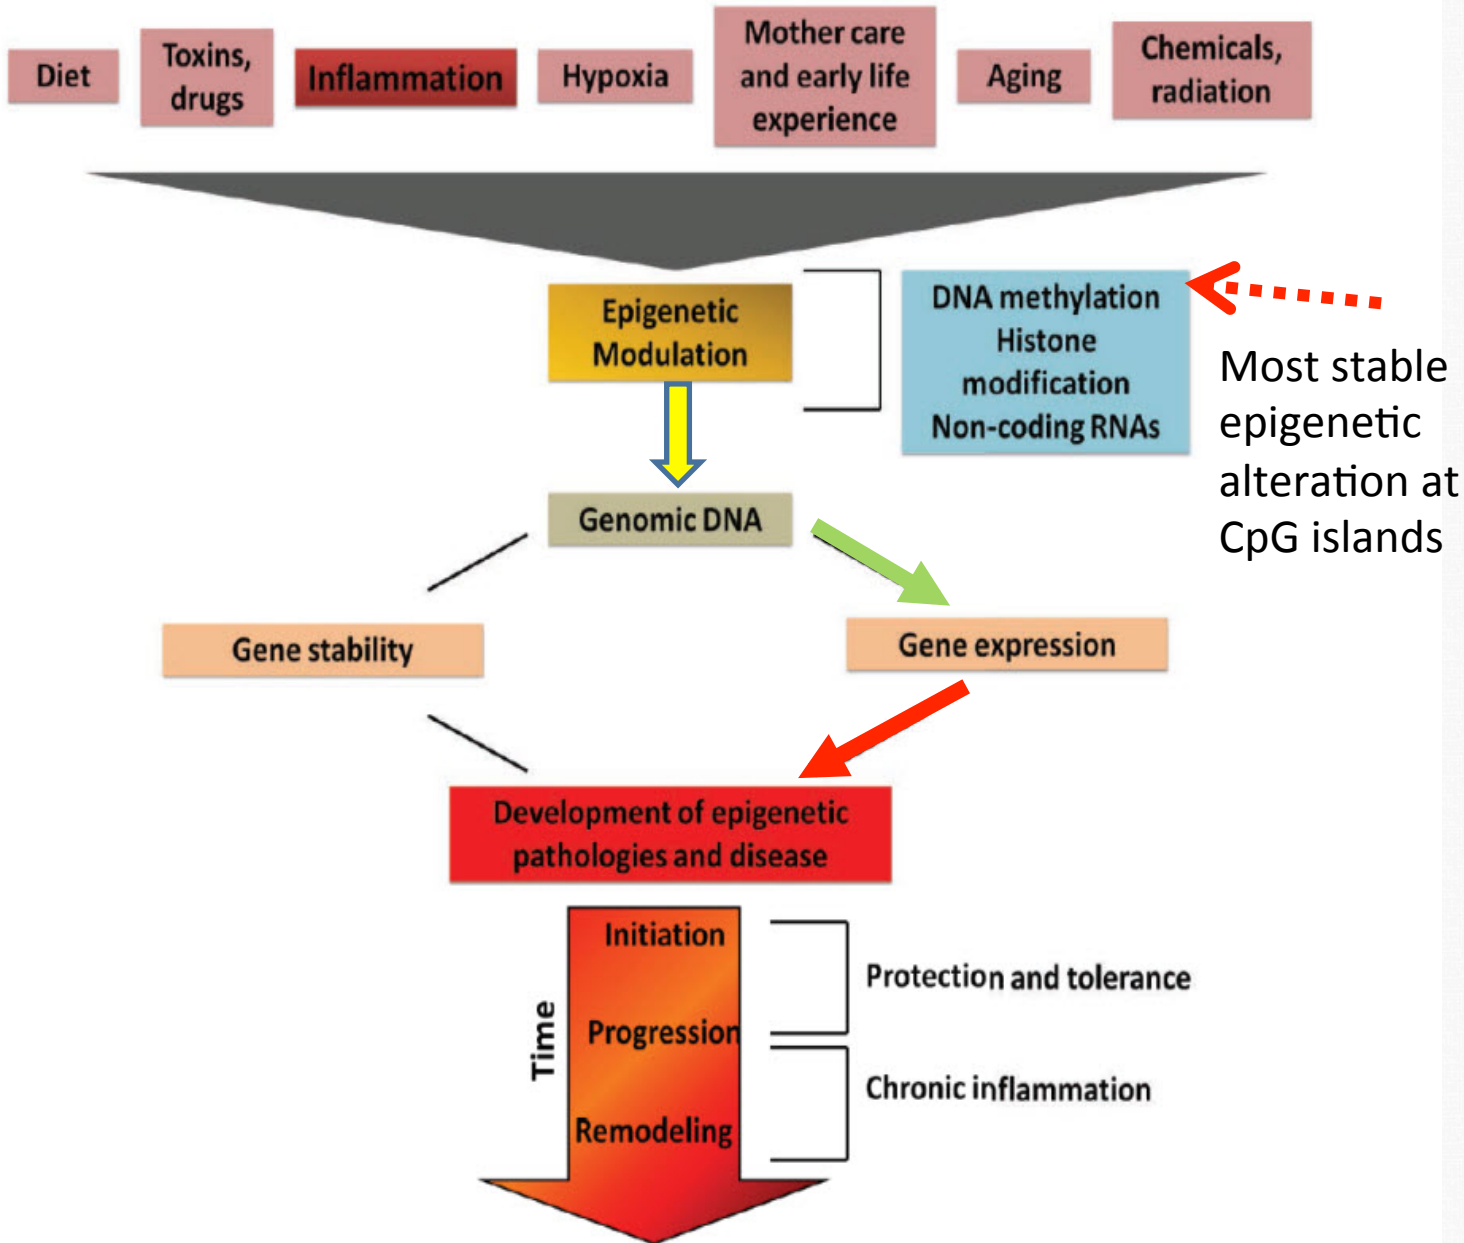 Diet
Toxins,
drugs
Inflammation
Hypoxia
Mother care
and early life
experience
Aging
Chemicals,
radiation
Epigenetic
Modulation
DNA methylation
Histone
modification
Non-coding RNAs
Most stable
epigenetic
alteration at
CpG islands
Genomic DNA
Gene stability
Gene expression
Development of epigenetic
pathologies and disease
Time
Initiation
Progression
Remodeling
Protection and tolerance
Chronic inflammation